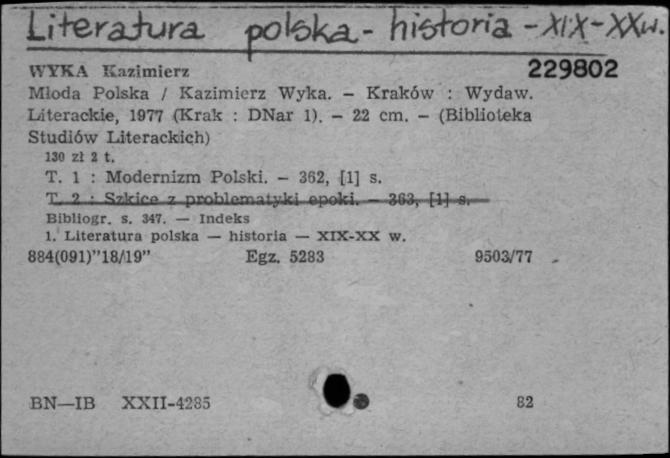 Literatura polska - historia - XIX-XXw.
WYKA Kazimierz 229802
Młoda Polska / Kazimierz Wyka. — Kraków : Wydaw.
Literackie, 1977 (Krak : DNar 1). — 22 cm. — (Biblioteka
Studiów Literackich)
130 zł 2 t.
T. 1 : Modernizm Polski. — 362, [1] s.
T. 2 : Szkice z problematyki epoki. — 363, [1] s.
Bibliogr. s. 347. — Indeks
1. Literatura polska — historia — XIX-XX w.
884(091)"18/19" Egz. 5283 9503/77
BN—IB XXII-4285 82